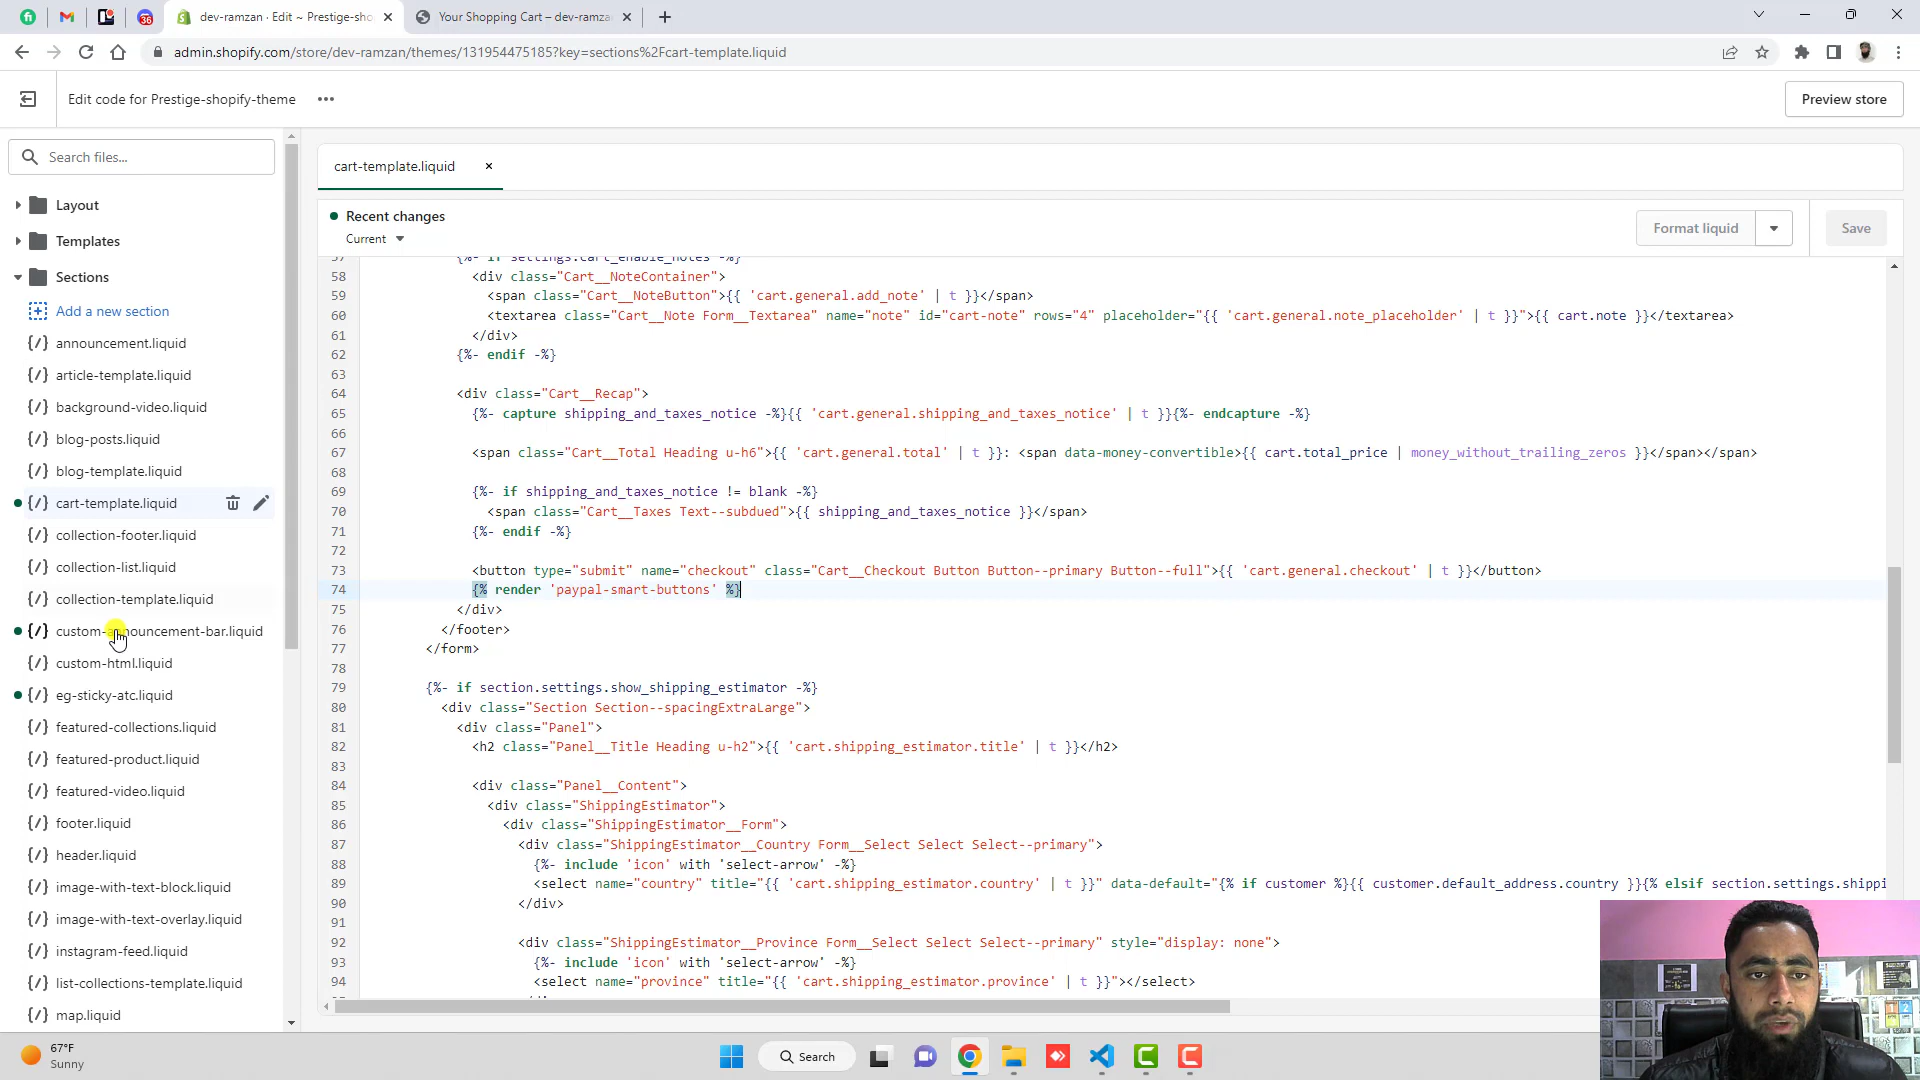 36
dev-ramzan · Edit ~ Prestige-sho
Your Shopping Cart – dev-ramza
admin.shopify.com/store/dev-ramzan/themes/131954475185?key=sections%2Fcart-template.liquid
Edit code for Prestige-shopify-theme
Preview store
Search files...
cart-template.liquid
Layout
Recent changes
Current
Format liquid
Save
Templates
Sections
Add a new section
announcement.liquid
article-template.liquid
background-video.liquid
blog-posts.liquid
blog-template.liquid
cart-template.liquid
collection-footer.liquid
collection-list.liquid
collection-template.liquid
custom-announcement-bar.liquid
custom-html.liquid
eg-sticky-atc.liquid
featured-collections.liquid
featured-product.liquid
featured-video.liquid
footer.liquid
header.liquid
image-with-text-block.liquid
image-with-text-overlay.liquid
instagram-feed.liquid
list-collections-template.liquid
map.liquid
57 {%- if settings.cart_enable_notes -%}
58 <div class="Cart__NoteContainer">
59 <span class="Cart__NoteButton">{{ 'cart.general.add_note' | t }}</span>
60 <textarea class="Cart__Note Form__Textarea" name="note" id="cart-note" rows="4" placeholder="{{ 'cart.general.note_placeholder' | t }}">{{ cart.note }}</textarea>
61 </div>
62 {%- endif -%}
63
64 <div class="Cart__Recap">
65 {%- capture shipping_and_taxes_notice -%}{{ 'cart.general.shipping_and_taxes_notice' | t }}{%- endcapture -%}
66
67 <span class="Cart__Total Heading u-h6">{{ 'cart.general.total' | t }}: <span data-money-convertible>{{ cart.total_price | money_without_trailing_zeros }}</span></span>
68
69 {%- if shipping_and_taxes_notice != blank -%}
70 <span class="Cart__Taxes Text--subdued">{{ shipping_and_taxes_notice }}</span>
71 {%- endif -%}
72
73 <button type="submit" name="checkout" class="Cart__Checkout Button Button--primary Button--full">{{ 'cart.general.checkout' | t }}</button>
74 {% render 'paypal-smart-buttons' %}
75 </div>
76 </footer>
77 </form>
78
79 {%- if section.settings.show_shipping_estimator -%}
80 <div class="Section Section--spacingExtraLarge">
81 <div class="Panel">
82 <h2 class="Panel__Title Heading u-h2">{{ 'cart.shipping_estimator.title' | t }}</h2>
83
84 <div class="Panel__Content">
85 <div class="ShippingEstimator">
86 <div class="ShippingEstimator__Form">
87 <div class="ShippingEstimator__Country Form__Select Select Select--primary">
88 {%- include 'icon' with 'select-arrow' -%}
89 <select name="country" title="{{ 'cart.shipping_estimator.country' | t }}" data-default="{% if customer %}{{ customer.default_address.country }}{% elsif section.settings.shippi
90 </div>
91
92 <div class="ShippingEstimator__Province Form__Select Select Select--primary" style="display: none">
93 {%- include 'icon' with 'select-arrow' -%}
94 <select name="province" title="{{ 'cart.shipping_estimator.province' | t }}"></select>
67°F
Sunny
Search